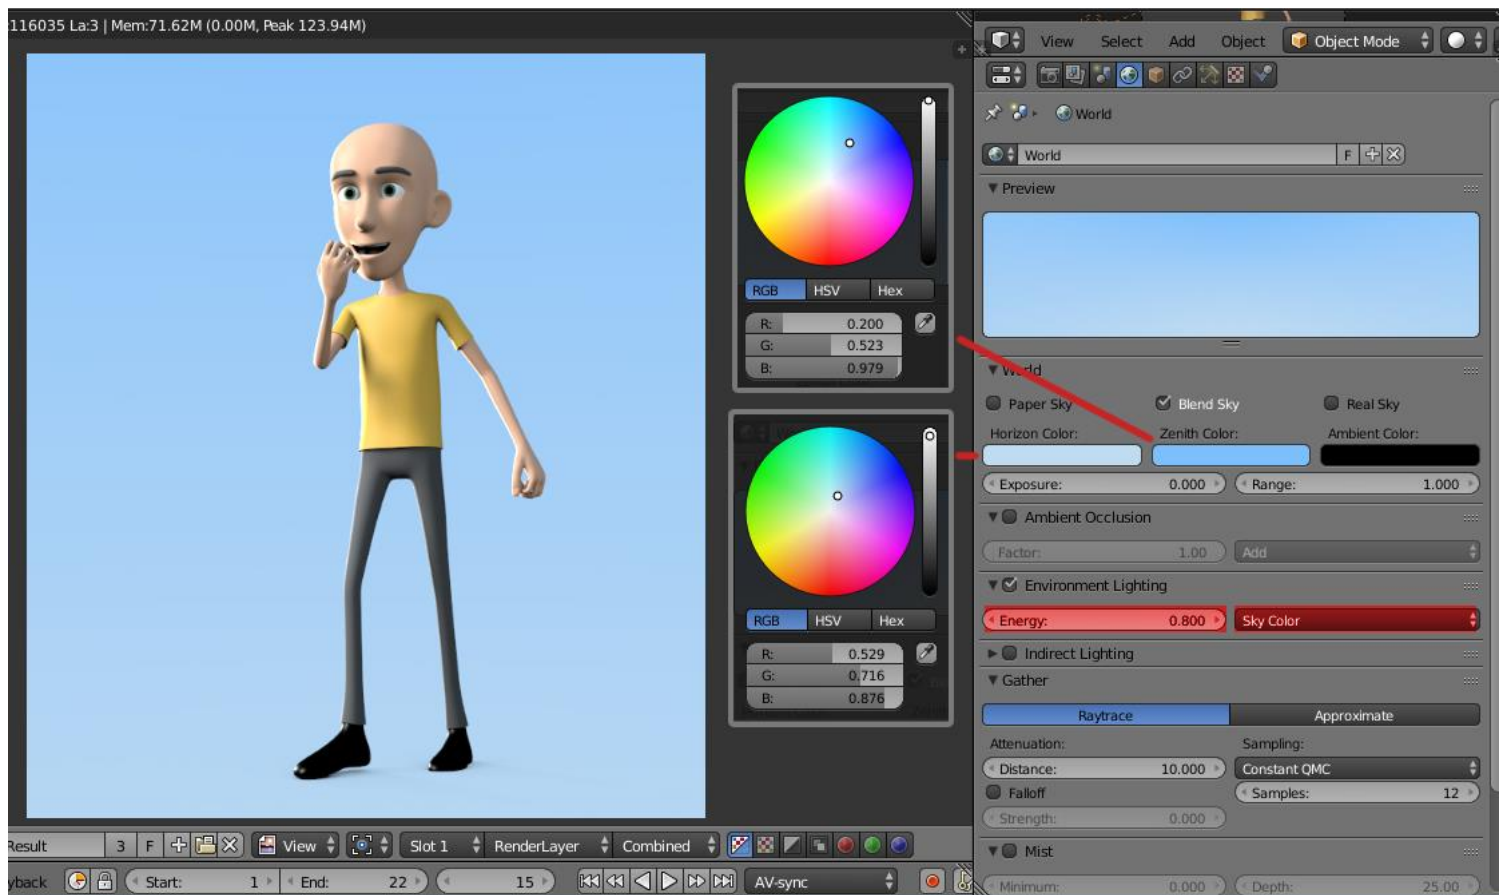 :116035 La:3 | Mem:71.62M (0.00M, Peak 123.94M)
View Select Add Object Object Mode
World
World F
Preview
RGB HSV Hex
R: 0.200
G: 0.523
B: 0.979
World
Paper Sky Blend Sky Real Sky
Horizon Color: Zenith Color: Ambient Color:
Exposure: 0.000 Range: 1.000
Ambient Occlusion
Factor: 1.00 Add
Environment Lighting
Energy: 0.800 Sky Color
RGB HSV Hex
R: 0.529
G: 0.716
B: 0.876
Indirect Lighting
Gather
Raytrace Approximate
Attenuation: Sampling:
Distance: 10.000 Constant QMC
Falloff Samples: 12
Strength: 0.000
Mist
Minimum: 0.000 Depth: 25.00
Result 3 F View Slot 1 RenderLayer Combined
yback Start: 1 End: 22 15 AV-sync